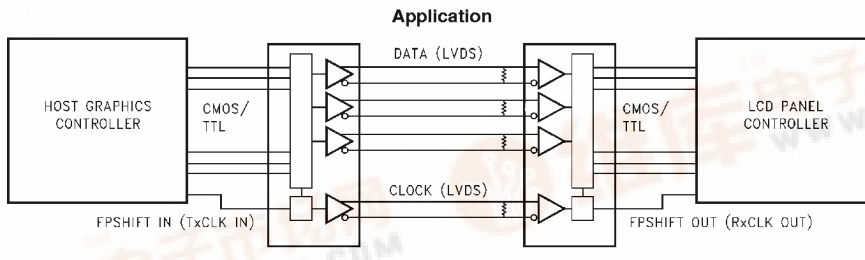 Application
HOST GRAPHICS
CONTROLLER
CMOS/
TTL
DATA (LVDS)
CMOS/
TTL
LCD PANEL
CONTROLLER
CLOCK (LVDS)
FPSHIFT IN (TxCLK IN)
FPSHIFT OUT (RxCLK OUT)